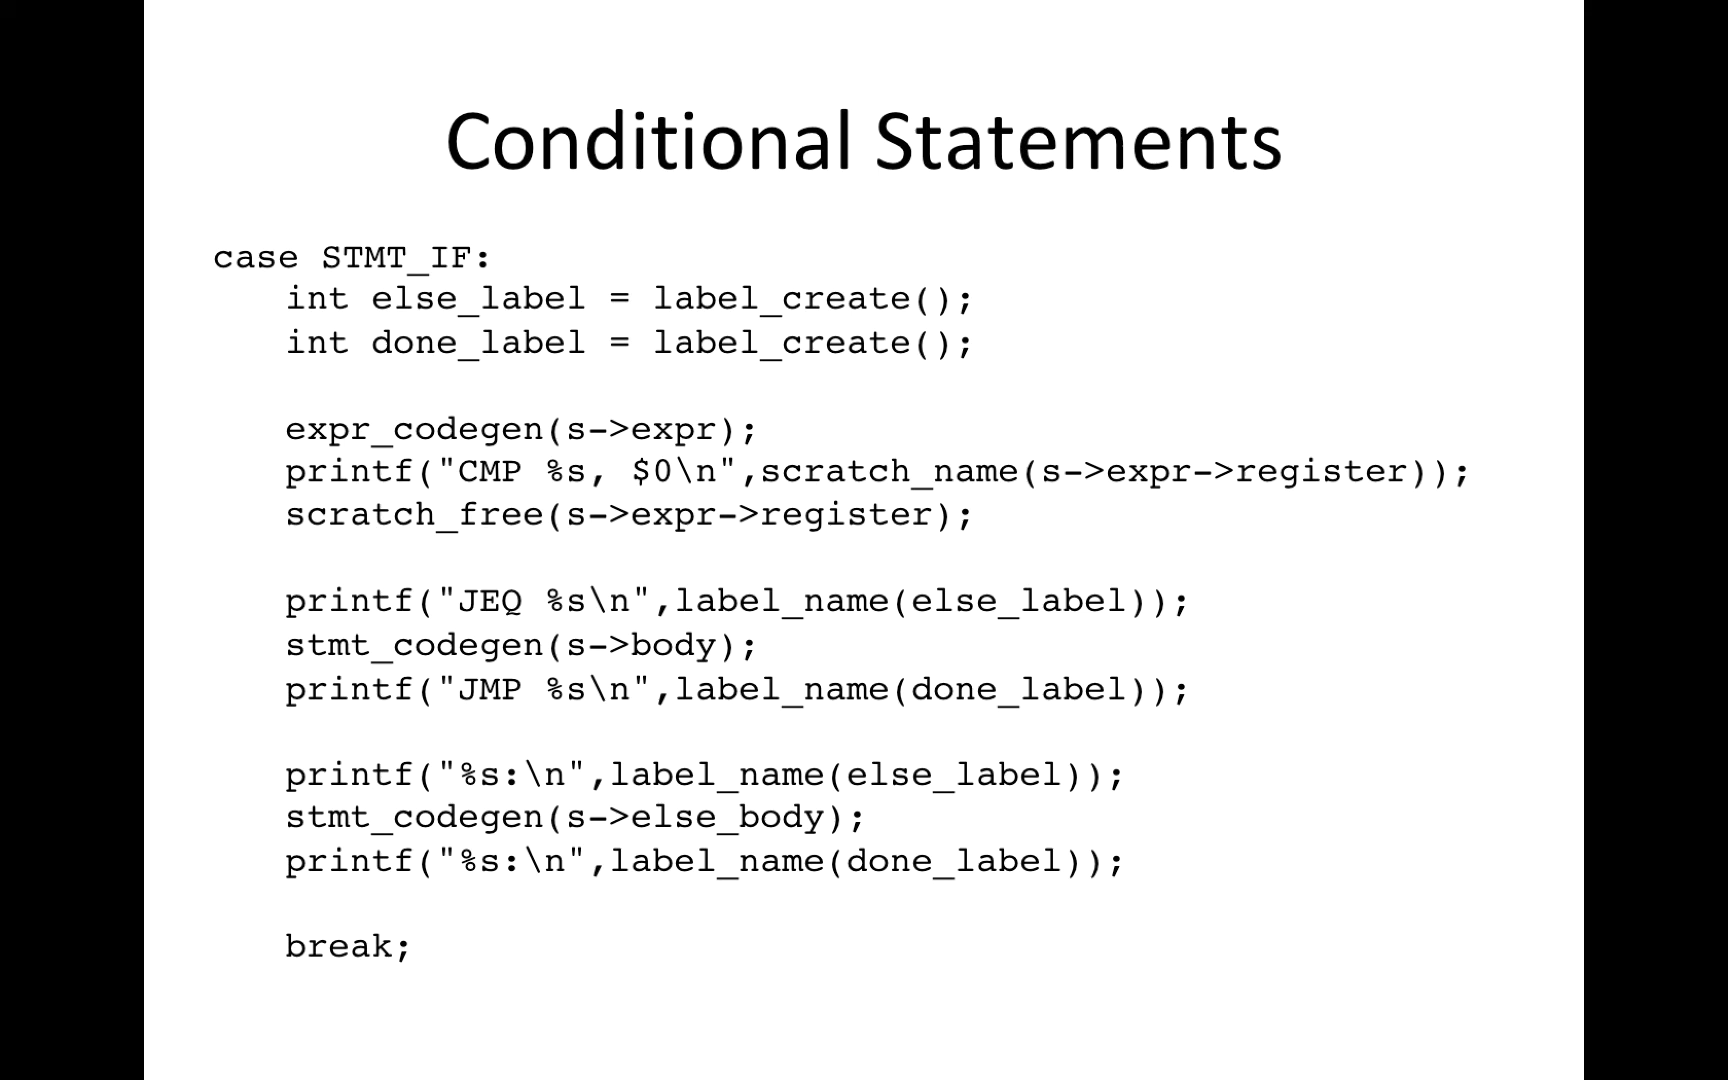 Conditional Statements
case STMT_IF:
int else_label = label_create();
int done_label = label_create();
expr_codegen(s->expr);
printf("CMP %s, $0\n",scratch_name(s->expr->register));
scratch_free(s->expr->register);
printf("JEQ %s\n",label_name(else_label));
stmt_codegen(s->body);
printf("JMP %s\n",label_name(done_label));
printf("%s:\n",label_name(else_label));
stmt_codegen(s->else_body);
printf("%s:\n",label_name(done_label));
break;